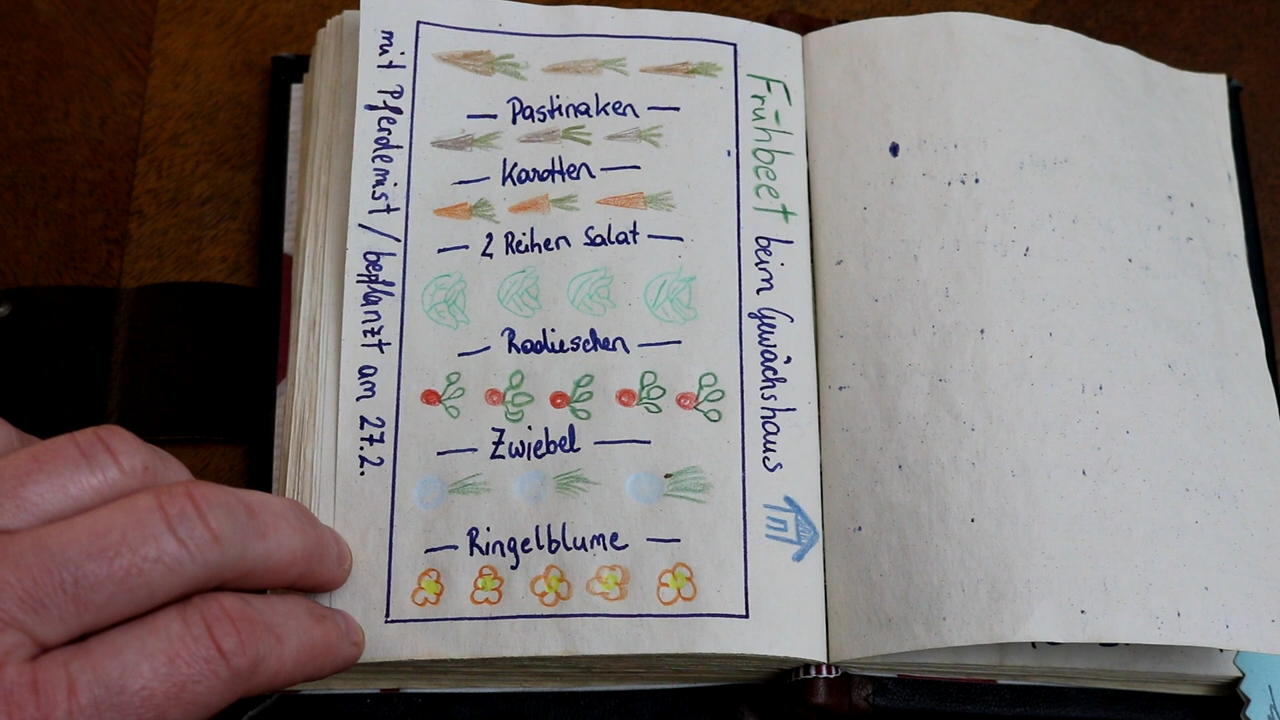 Frühbeet beim Gewächshaus
Pastinaken
Karotten
2 Reihen Salat
Radieschen
Zwiebel
Ringelblume
mit Pferdemist / bepflanzt am 27.2.